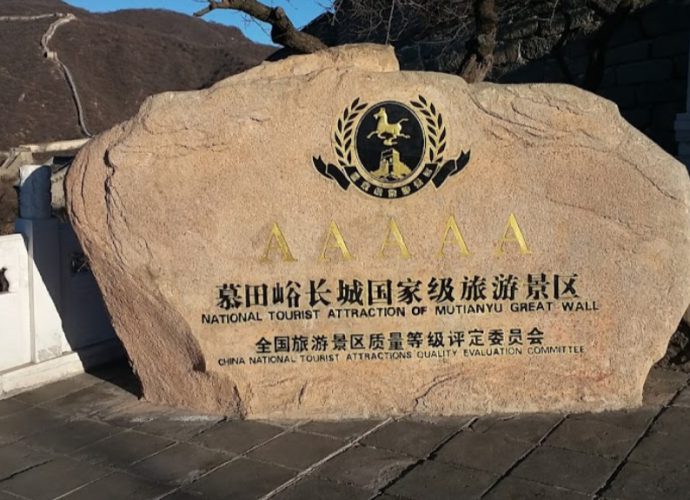 AAAAA
慕田峪长城国家级旅游景区
NATIONAL TOURIST ATTRACTION OF MUTIANYU GREAT WALL
全国旅游景区质量等级评定委员会
CHINA NATIONAL TOURIST ATTRACTIONS QUALITY EVALUATION COMMITTEE